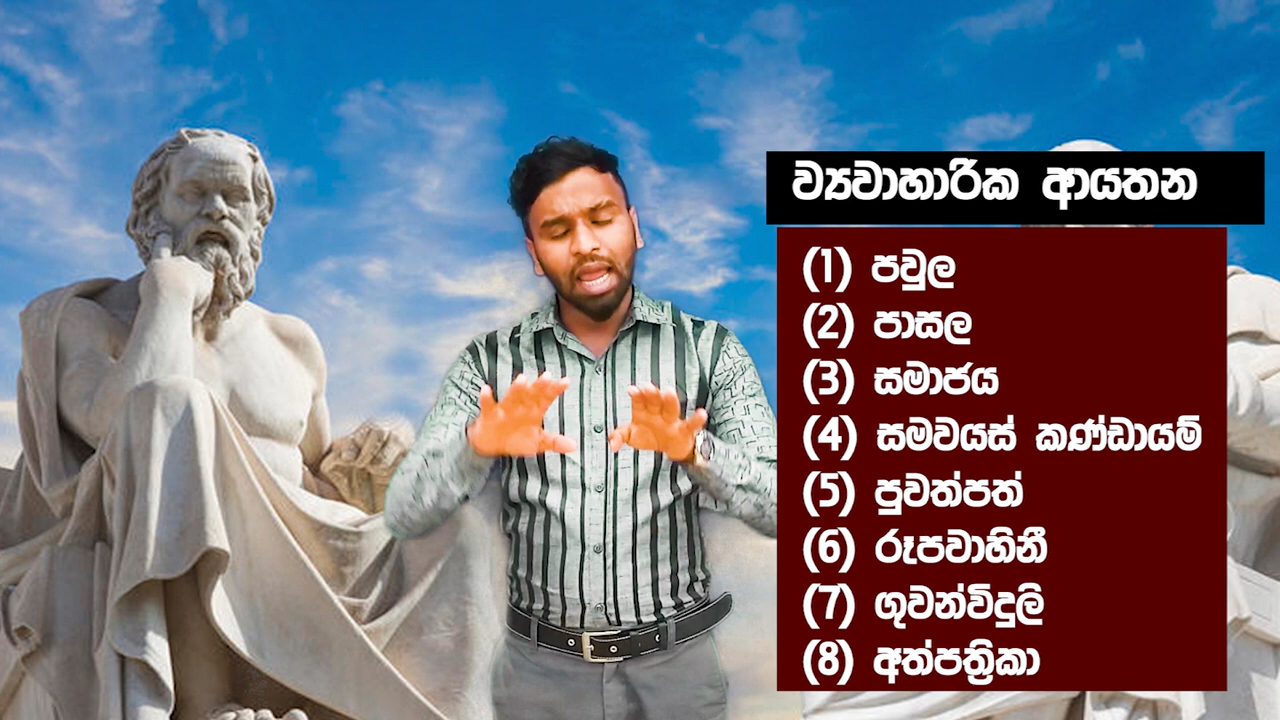 ව්‍යවාහාරික ආයතන
(1) පවුල
(2) පාසල
(3) සමාජය
(4) සමවයස් කණ්ඩායම්
(5) පුවත්පත්
(6) රූපවාහිනී
(7) ගුවන්විදුලි
(8) අත්පත්‍රිකා